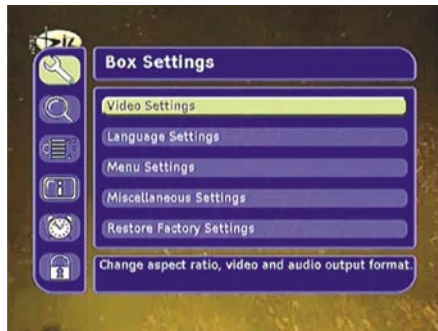 Box Settings
Video Settings
Language Settings
Menu Settings
Miscellaneous Settings
Restore Factory Settings
Change aspect ratio, video and audio output format.